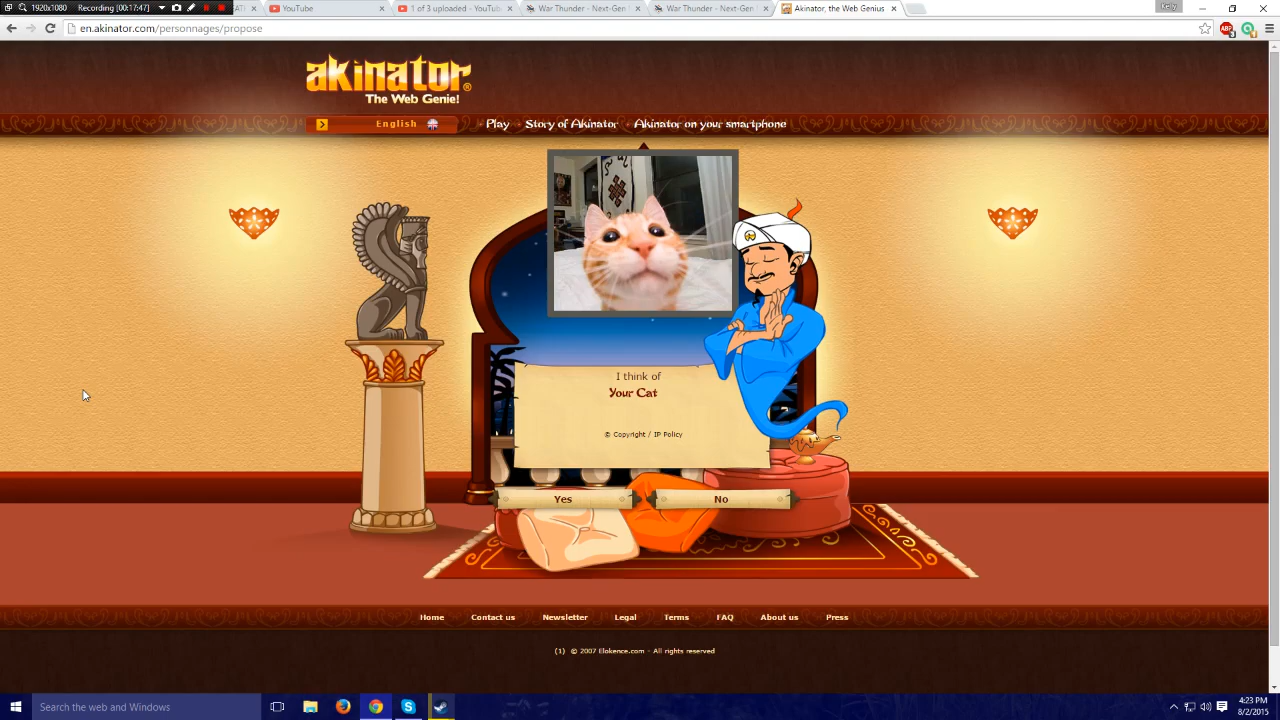 1920x1080 Recording [00:17:47]
YouTube
1 of 3 uploaded - YouTub
War Thunder - Next-Gen
War Thunder - Next-Gen
Akinator, the Web Genius
Kelly
en.akinator.com/personnages/propose
akinator®
The Web Genie!
English
Play
Story of Akinator
Akinator on your smartphone
I think of
Your Cat
© Copyright / IP Policy
Yes
No
Home Contact us Newsletter Legal Terms FAQ About us Press
(1) © 2007 Elokence.com - All rights reserved
Search the web and Windows
4:23 PM
8/2/2015